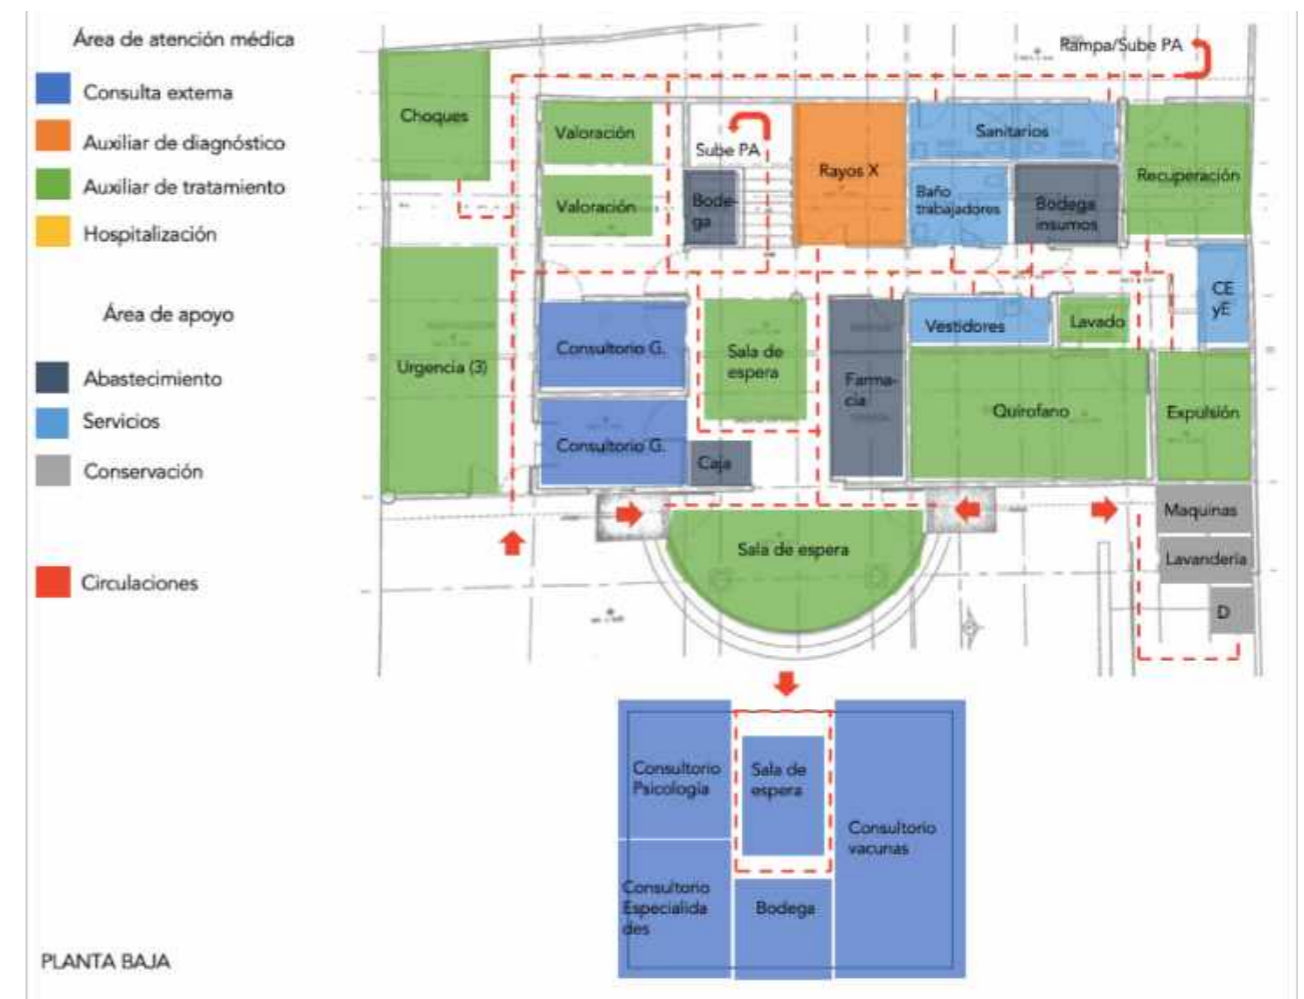 Área de atención médica
Consulta externa
Auxiliar de diagnóstico
Auxiliar de tratamiento
Hospitalización
Área de apoyo
Abastecimiento
Servicios
Conservación
Circulaciones
PLANTA BAJA
Rampa/Sube PA
Choques
Valoración
Sube PA
Rayos X
Sanitarios
Recuperación
Valoración
Bode-
ga
Baño
trabajadores
Bodega
insumos
CE
yE
Urgencia (3)
Consultorio G.
Sala de
espera
Farma-
cia
Vestidores
Lavado
Consultorio G.
Caja
Quirofano
Expulsión
Maquinas
Sala de espera
Lavandería
D
Consultorio
Psicología
Sala de
espera
Consultorio
vacunas
Consultorio
Especialida
des
Bodega